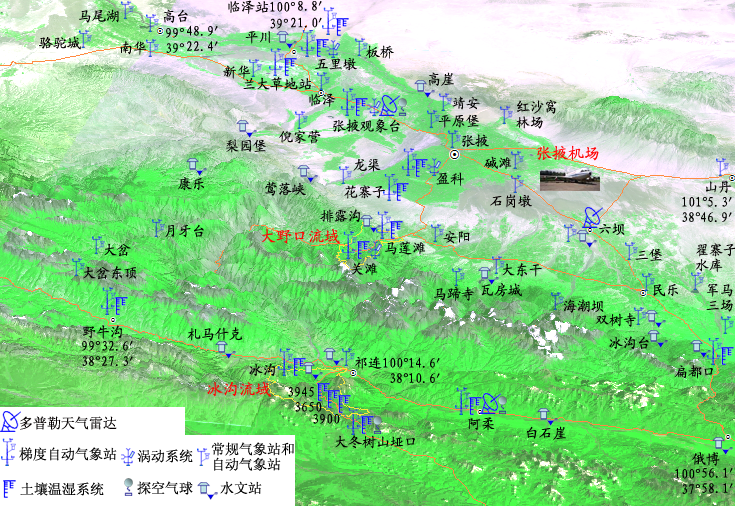 马尾湖
高台
99°48.9′
39°22.4′
临泽站100°8.8′
39°21.0′
骆驼城
南华
平川
板桥
五里墩
新华
兰大草地站
临泽
高崖
靖安
红沙窝
林场
平原堡
张掖观象台
倪家营
梨园堡
张掖
张掖机场
碱滩
龙渠
盈科
康乐
莺落峡
花寨子
石岗墩
山丹
101°5.3′
38°46.9′
排露沟
月牙台
大野口流域
马莲滩
安阳
六坝
大岔
关滩
三堡
翟寨子
水库
大岔东顶
大东干
马蹄寺
瓦房城
民乐
军马
三场
海潮坝
双树寺
野牛沟
99°32.6′
38°27.3′
札马什克
冰沟台
冰沟
祁连100°14.6′
38°10.6′
扁都口
冰沟流域
3945
3650
3900
阿柔
白石崖
大冬树山垭口
俄博
100°56.1′
37°58.1′
多普勒天气雷达
梯度自动气象站
涡动系统
常规气象站和
自动气象站
土壤温湿系统
探空气球
水文站